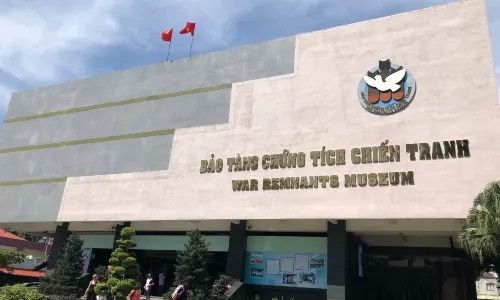 BẢO TÀNG CHỨNG TÍCH CHIẾN TRANH
WAR REMNANTS MUSEUM